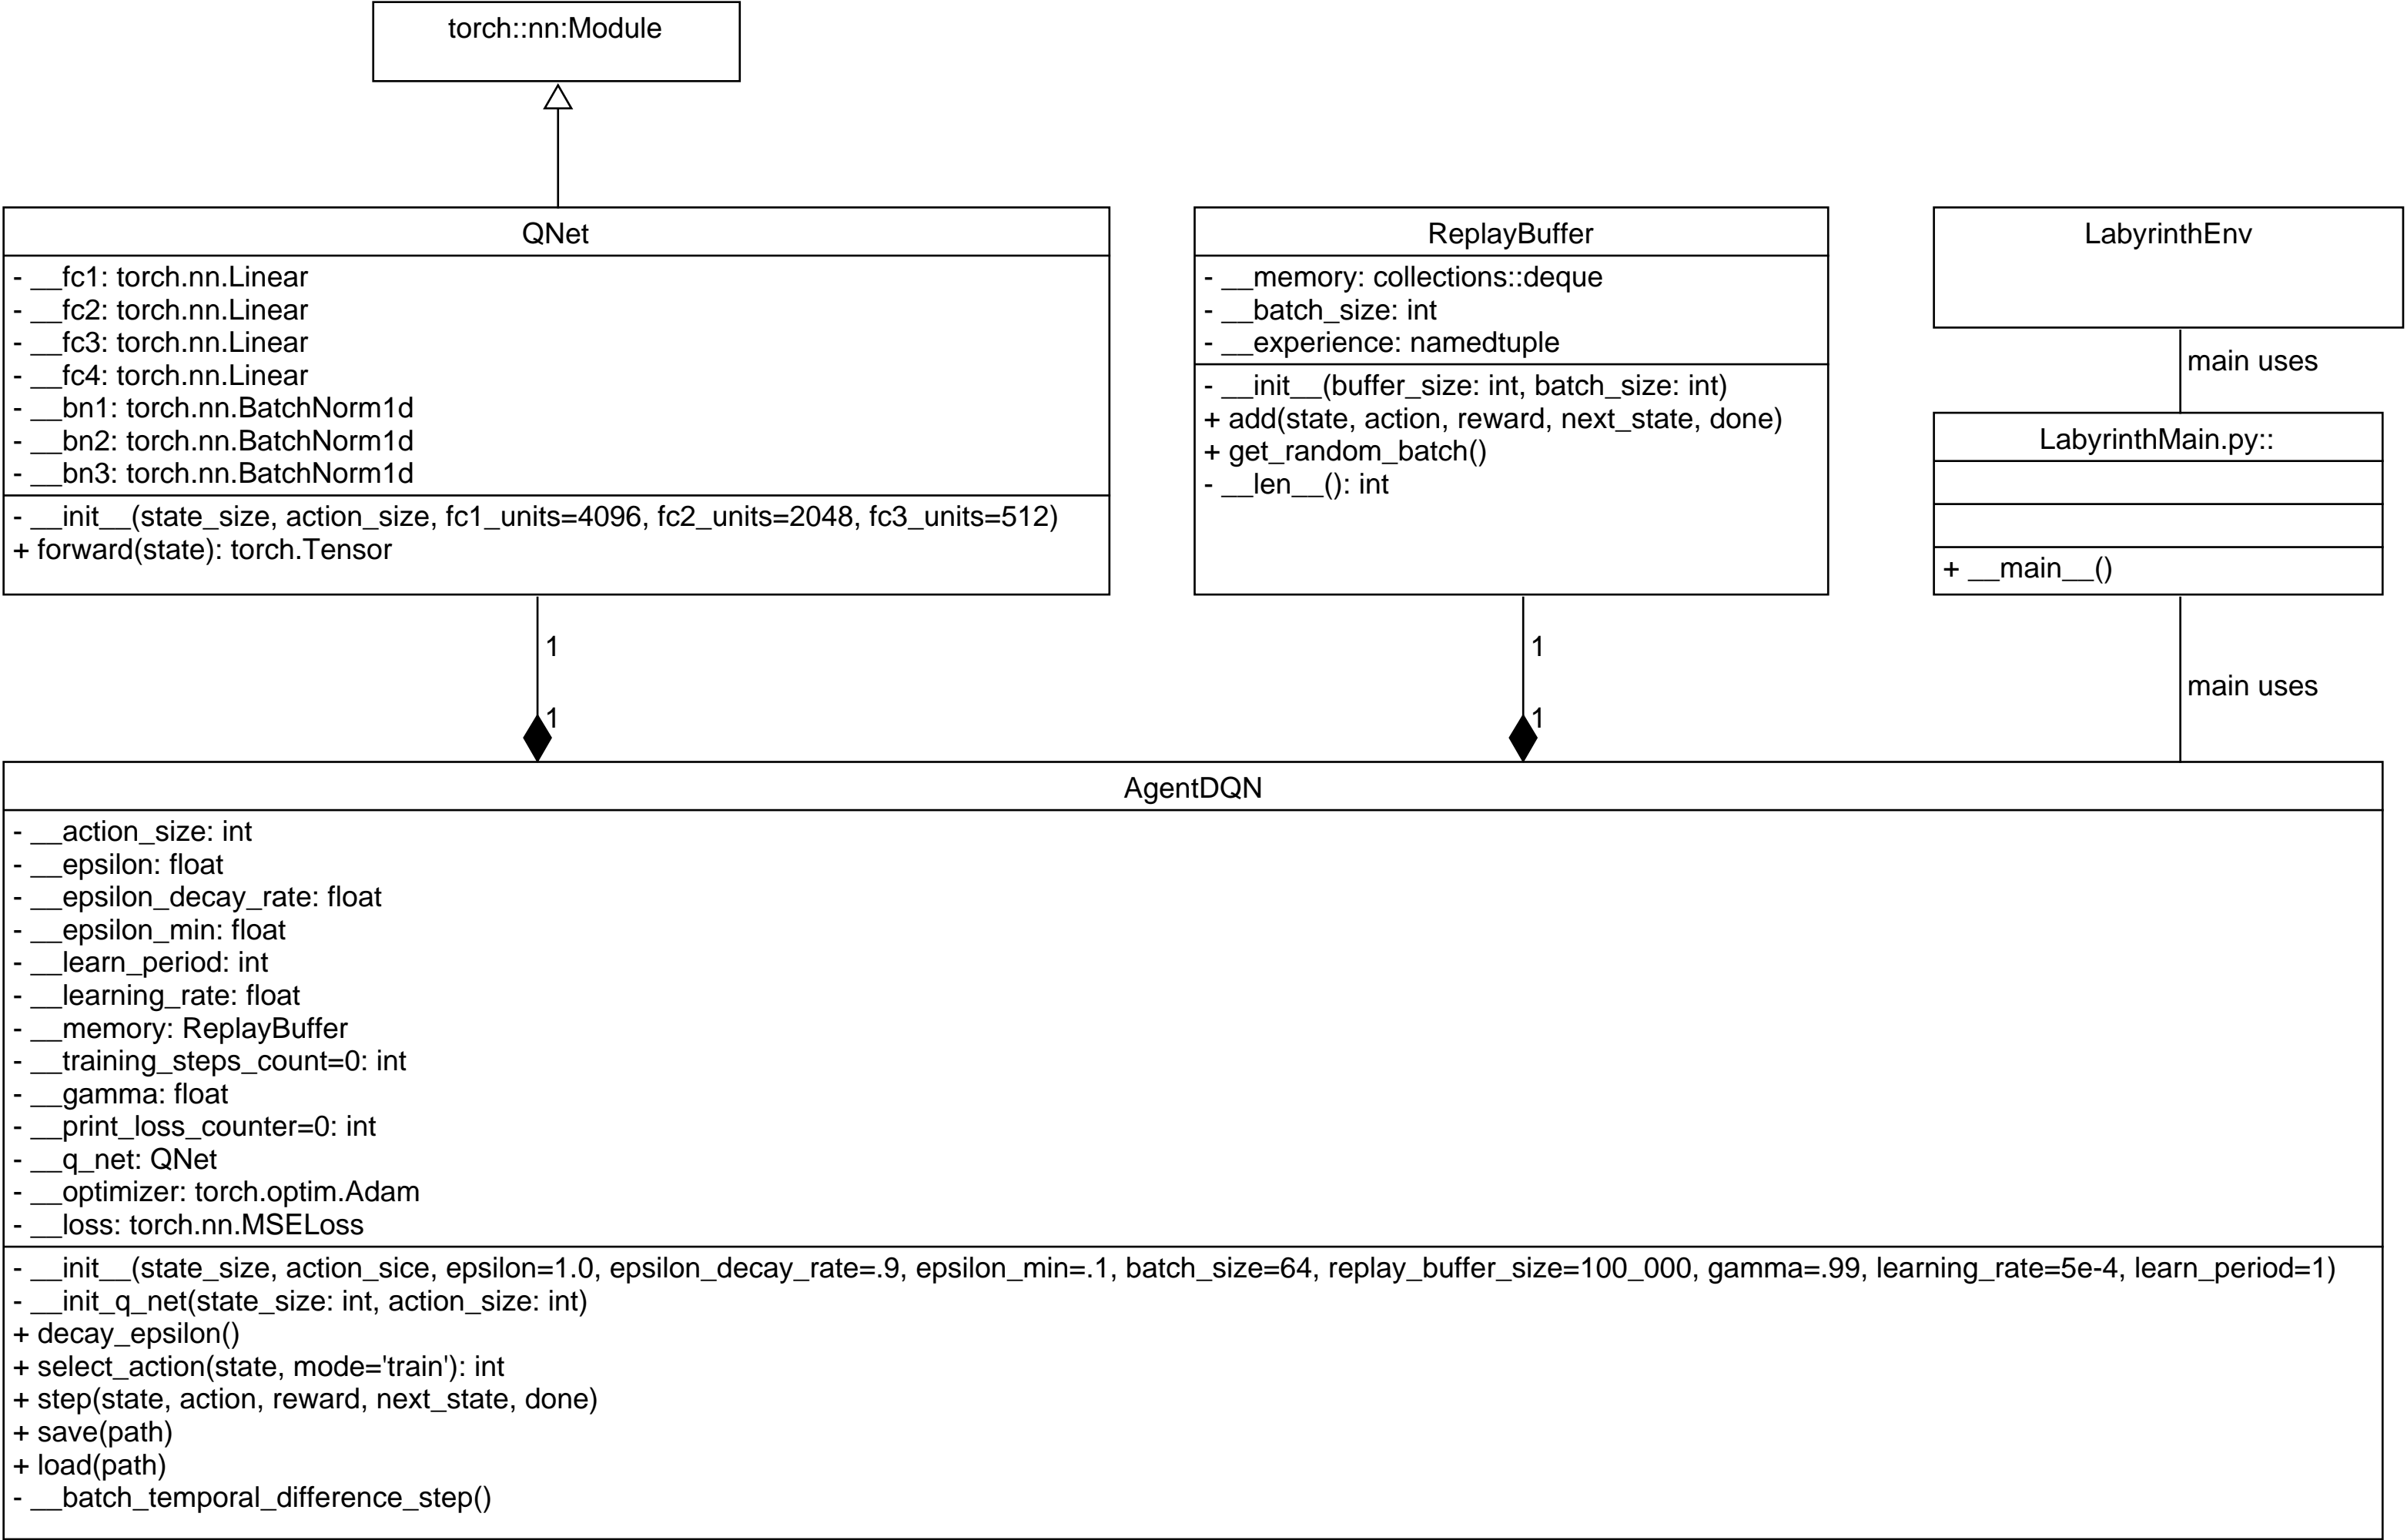 torch::nn:Module
QNet
- __fc1: torch.nn.Linear
- __fc2: torch.nn.Linear
- __fc3: torch.nn.Linear
- __fc4: torch.nn.Linear
- __bn1: torch.nn.BatchNorm1d
- __bn2: torch.nn.BatchNorm1d
- __bn3: torch.nn.BatchNorm1d
- __init__(state_size, action_size, fc1_units=4096, fc2_units=2048, fc3_units=512)
+ forward(state): torch.Tensor
ReplayBuffer
- __memory: collections::deque
- __batch_size: int
- __experience: namedtuple
- __init__(buffer_size: int, batch_size: int)
+ add(state, action, reward, next_state, done)
+ get_random_batch()
- __len__(): int
LabyrinthEnv
main uses
LabyrinthMain.py::
+ __main__()
1
1
1
1
main uses
AgentDQN
- __action_size: int
- __epsilon: float
- __epsilon_decay_rate: float
- __epsilon_min: float
- __learn_period: int
- __learning_rate: float
- __memory: ReplayBuffer
- __training_steps_count=0: int
- __gamma: float
- __print_loss_counter=0: int
- __q_net: QNet
- __optimizer: torch.optim.Adam
- __loss: torch.nn.MSELoss
- __init__(state_size, action_sice, epsilon=1.0, epsilon_decay_rate=.9, epsilon_min=.1, batch_size=64, replay_buffer_size=100_000, gamma=.99, learning_rate=5e-4, learn_period=1)
- __init_q_net(state_size: int, action_size: int)
+ decay_epsilon()
+ select_action(state, mode='train'): int
+ step(state, action, reward, next_state, done)
+ save(path)
+ load(path)
- __batch_temporal_difference_step()